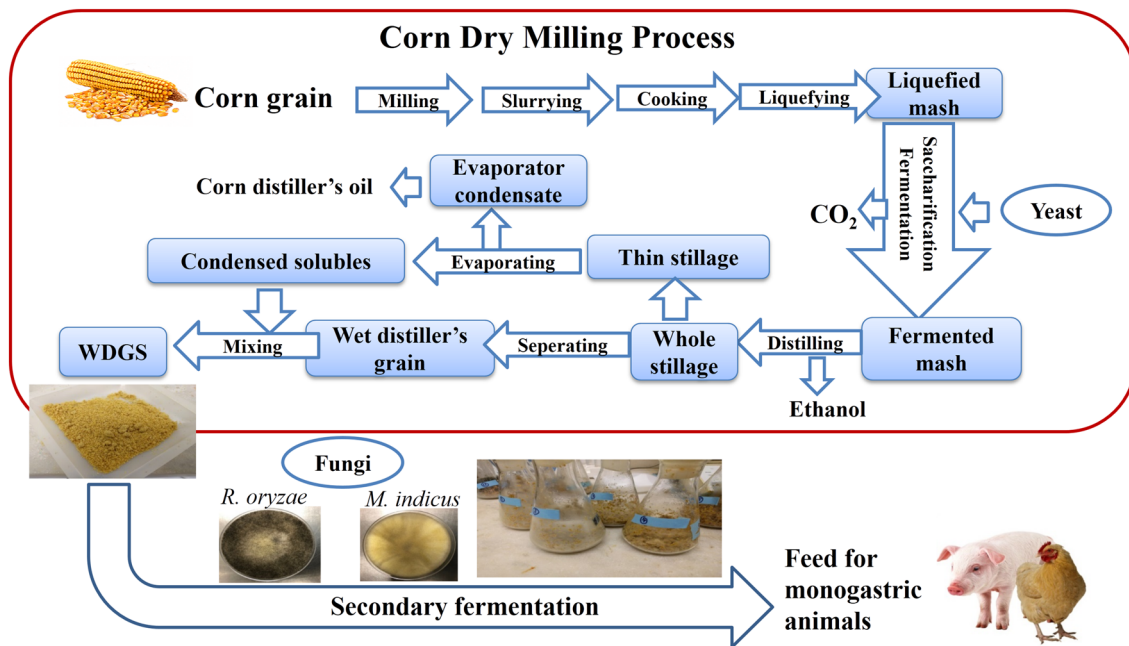 Corn Dry Milling Process
Corn grain
Milling
Slurrying
Cooking
Liquefying
Liquefied
mash
Saccharification
Fermentation
Yeast
CO2
Evaporator
condensate
Corn distiller's oil
Condensed solubles
Evaporating
Thin stillage
WDGS
Mixing
Wet distiller's
grain
Seperating
Whole
stillage
Distilling
Fermented
mash
Ethanol
Fungi
R. oryzae
M. indicus
Secondary fermentation
Feed for
monogastric
animals